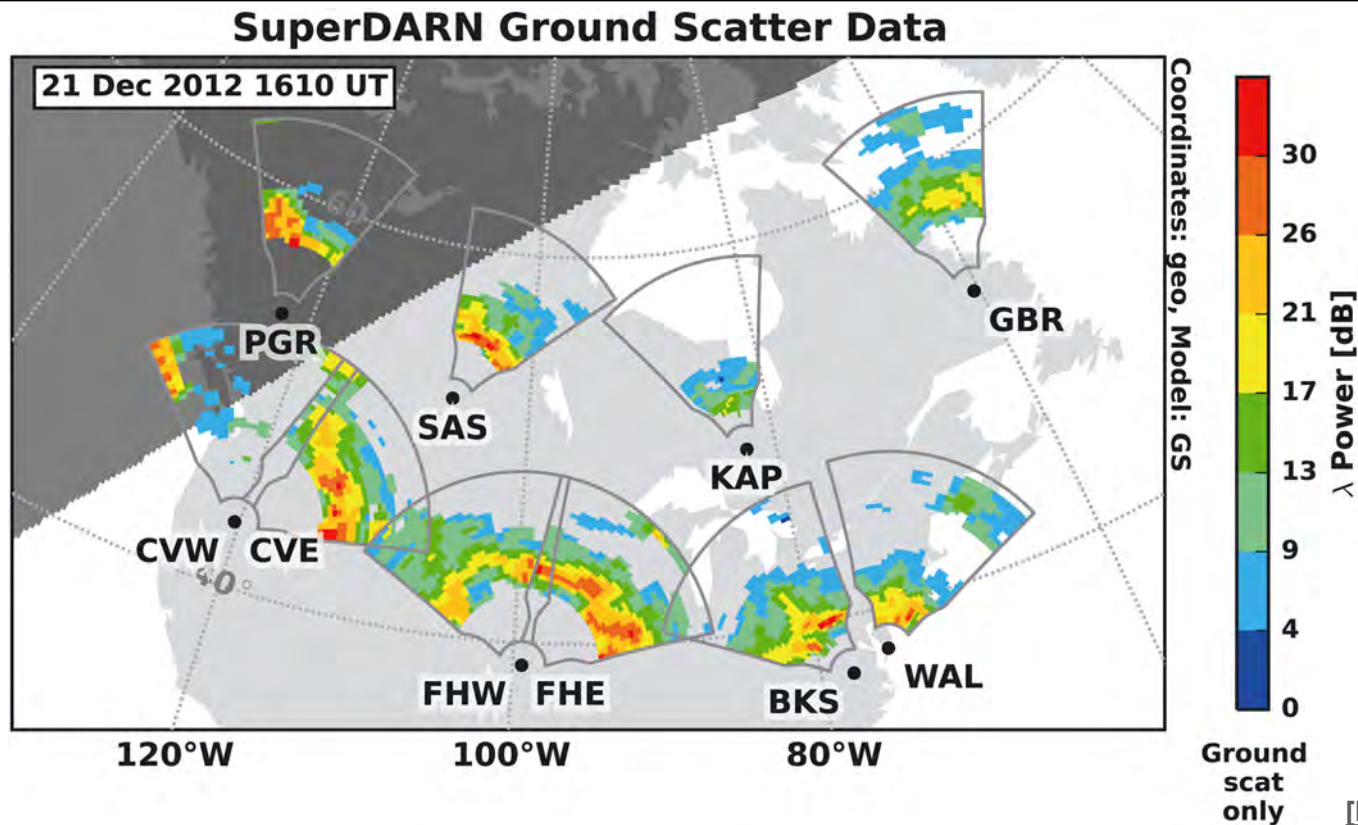 SuperDARN Ground Scatter Data
21 Dec 2012 1610 UT
60
PGR
SAS
KAP
GBR
CVW
CVE
40°
FHW
FHE
BKS
WAL
120°W
100°W
80°W
Coordinates: geo, Model: GS
30
26
21
17
13
9
4
0
λ Power [dB]
Ground
scat
only